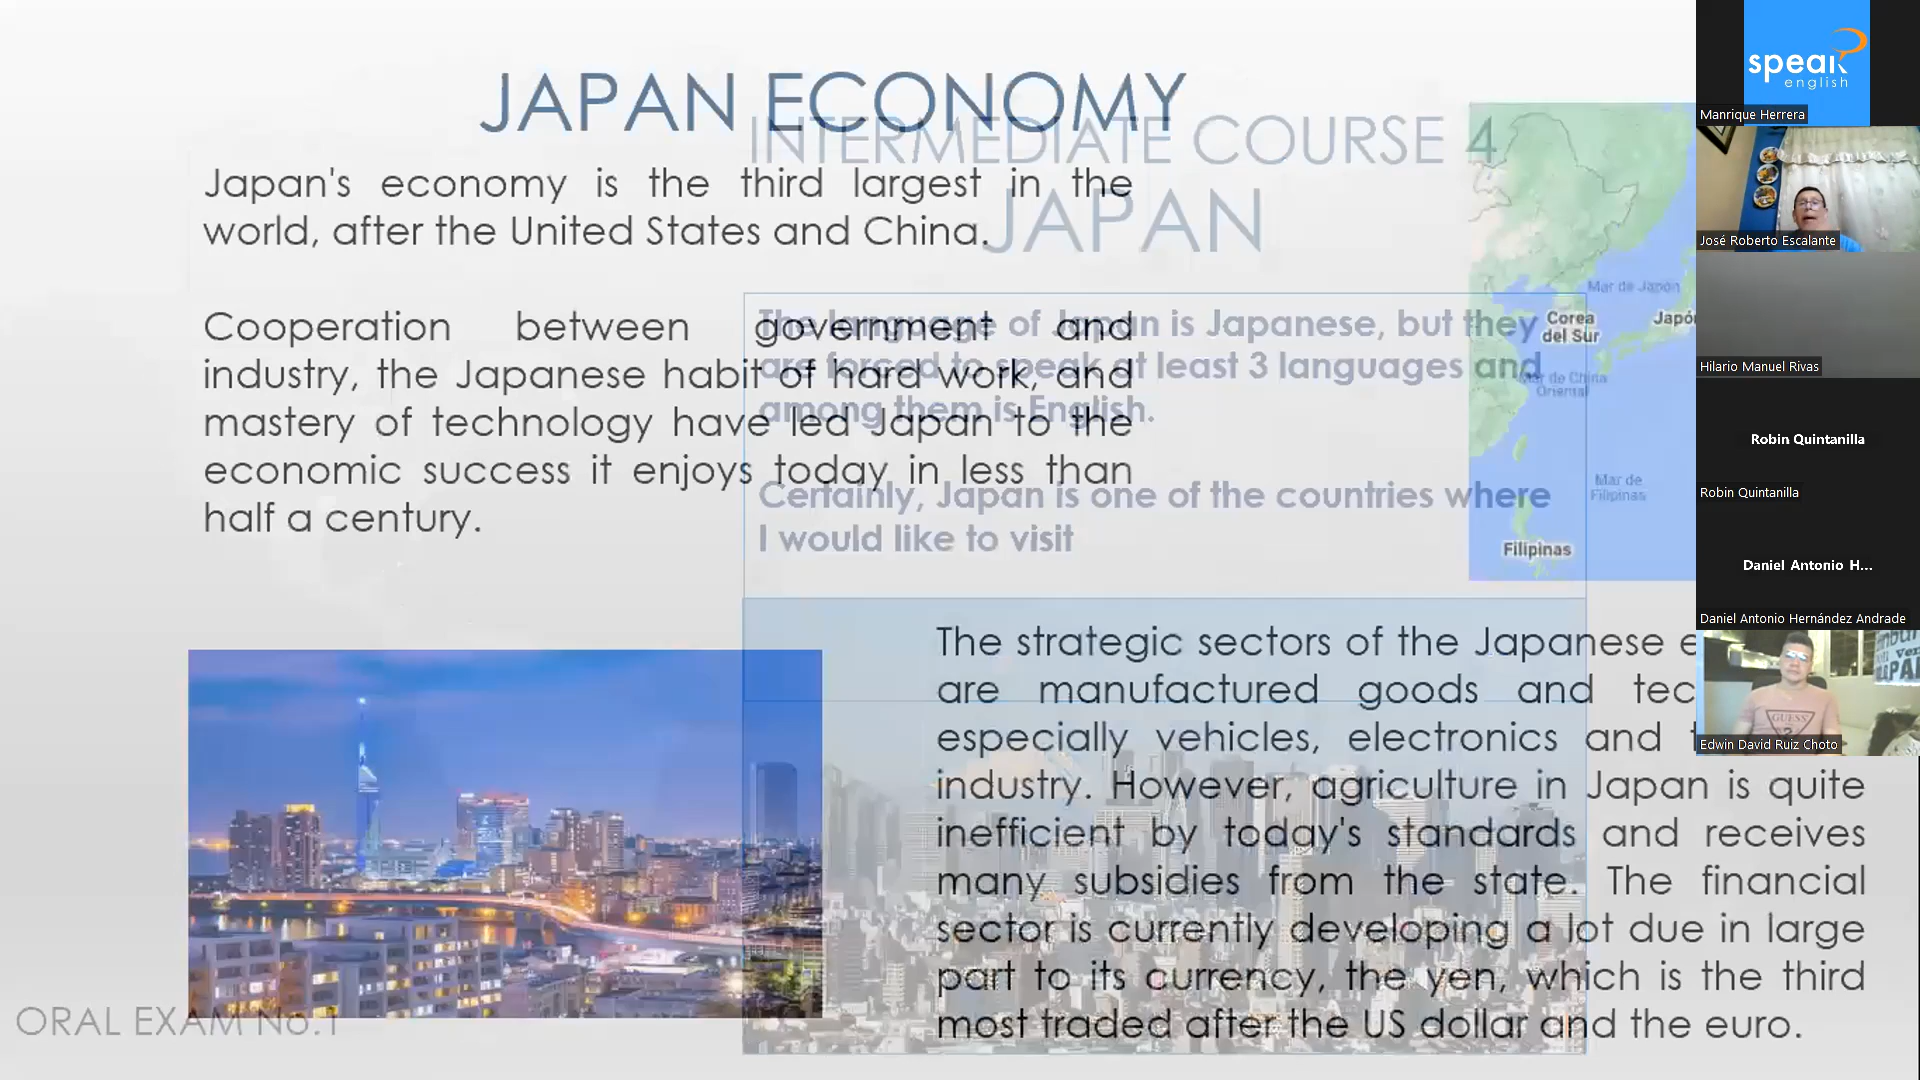 JAPAN ECONOMY
INTERMEDIATE COURSE 4
JAPAN
Japan's economy is the third largest in the
world, after the United States and China.
Cooperation between government and
industry, the Japanese habit of hard work, and
mastery of technology have led Japan to the
economic success it enjoys today in less than
half a century.
The language of Japan is Japanese, but they
are forced to speak at least 3 languages and
among them is English.
Certainly, Japan is one of the countries where
I would like to visit
Mar de Japón
Corea
del Sur
Japó
Mar de China
Oriental
Mar de
Filipinas
Filipinas
The strategic sectors of the Japanese e
are manufactured goods and tec
especially vehicles, electronics and
industry. However, agriculture in Japan is quite
inefficient by today's standards and receives
many subsidies from the state. The financial
sector is currently developing a lot due in large
part to its currency, the yen, which is the third
most traded after the US dollar and the euro.
ORAL EXAM No.1
speak
english
Manrique Herrera
José Roberto Escalante
Hilario Manuel Rivas
Robin Quintanilla
Robin Quintanilla
Daniel Antonio H...
Daniel Antonio Hernández Andrade
GUESS
Edwin David Ruiz Choto